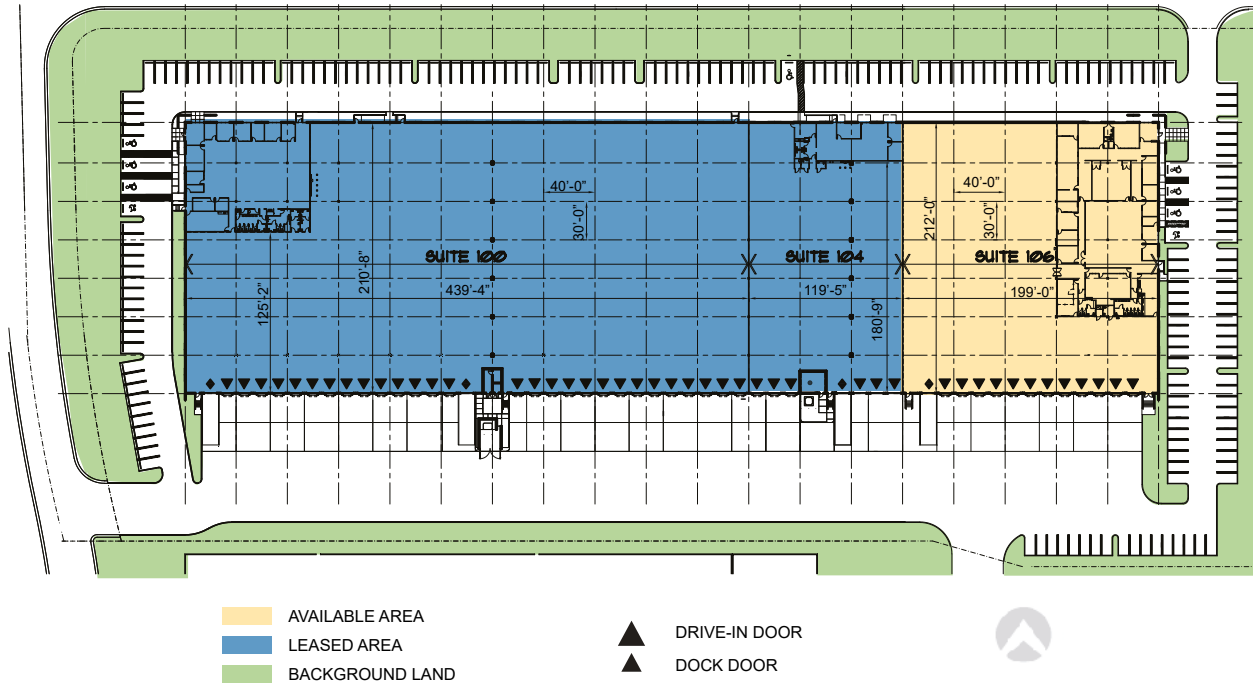 40'-0"
40'-0"
30'-0"
212'-0"
30'-0"
SUITE 100
SUITE 104
SUITE 106
125'-2"
210'-8"
439'-4"
119'-5"
180'-9"
199'-0"
AVAILABLE AREA
LEASED AREA
BACKGROUND LAND
DRIVE-IN DOOR
DOCK DOOR